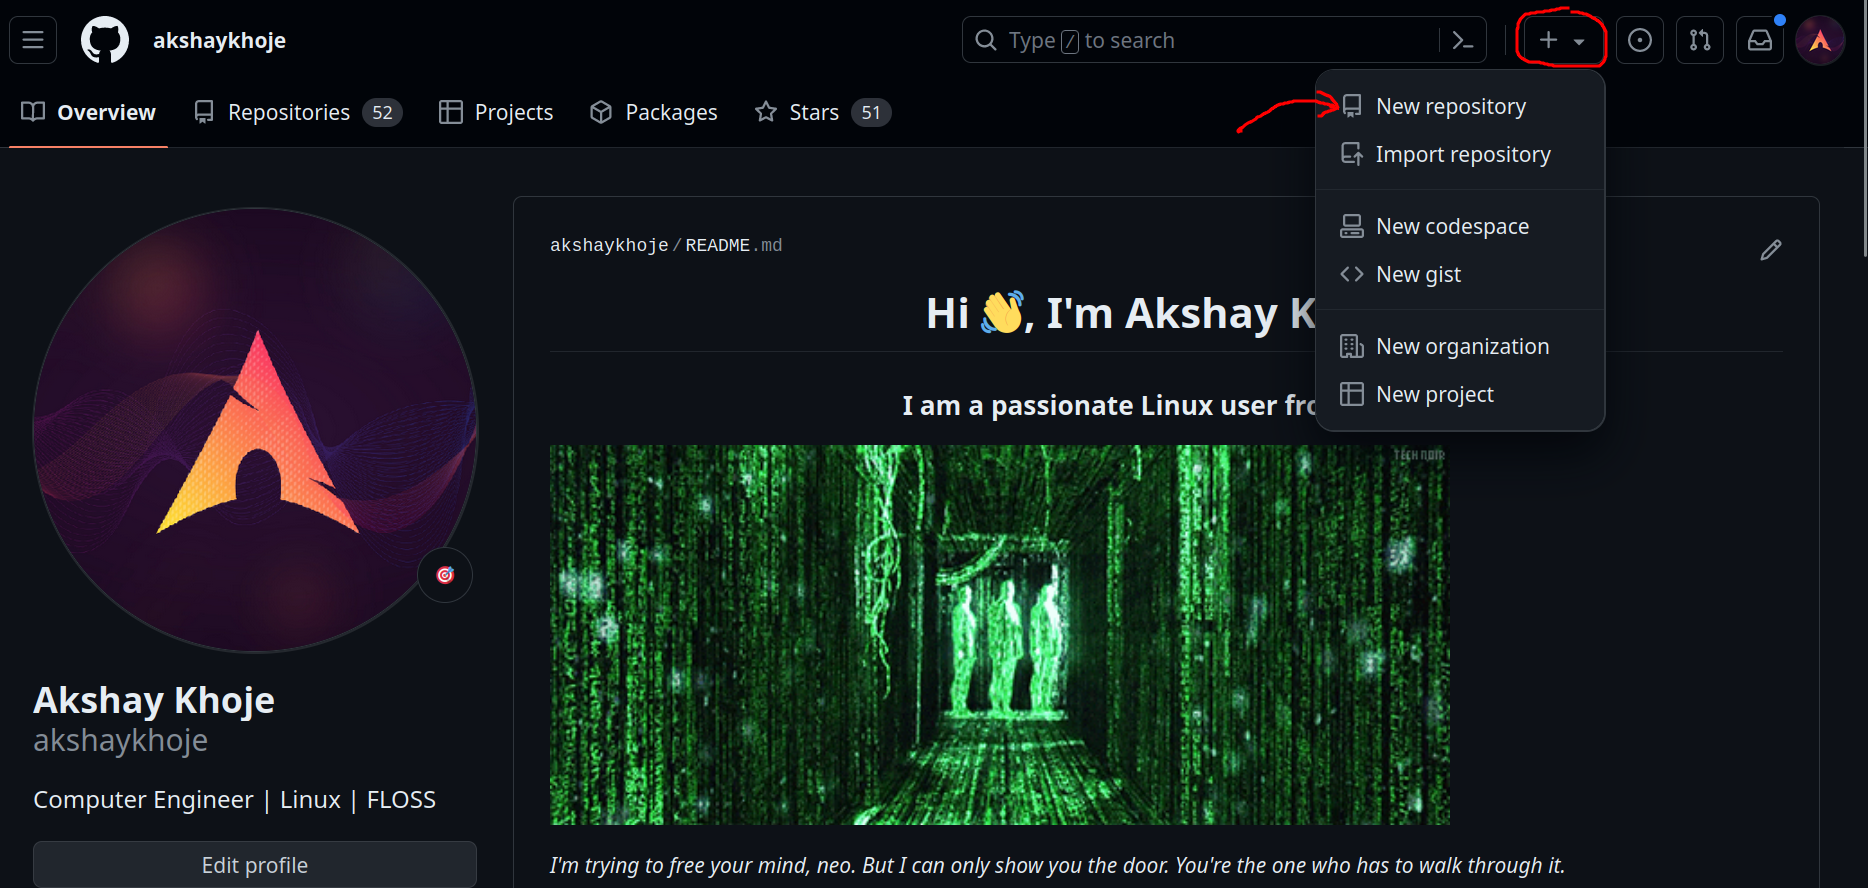 akshaykhoje
Type / to search
Overview
Repositories 52
Projects
Packages
Stars 51
New repository
Import repository
New codespace
New gist
New organization
New project
akshaykhoje/README.md
Hi 👋, I'm Akshay K
I am a passionate Linux user fro
TECH NOIR
I'm trying to free your mind, neo. But I can only show you the door. You're the one who has to walk through it.
Akshay Khoje
akshaykhoje
Computer Engineer | Linux | FLOSS
Edit profile